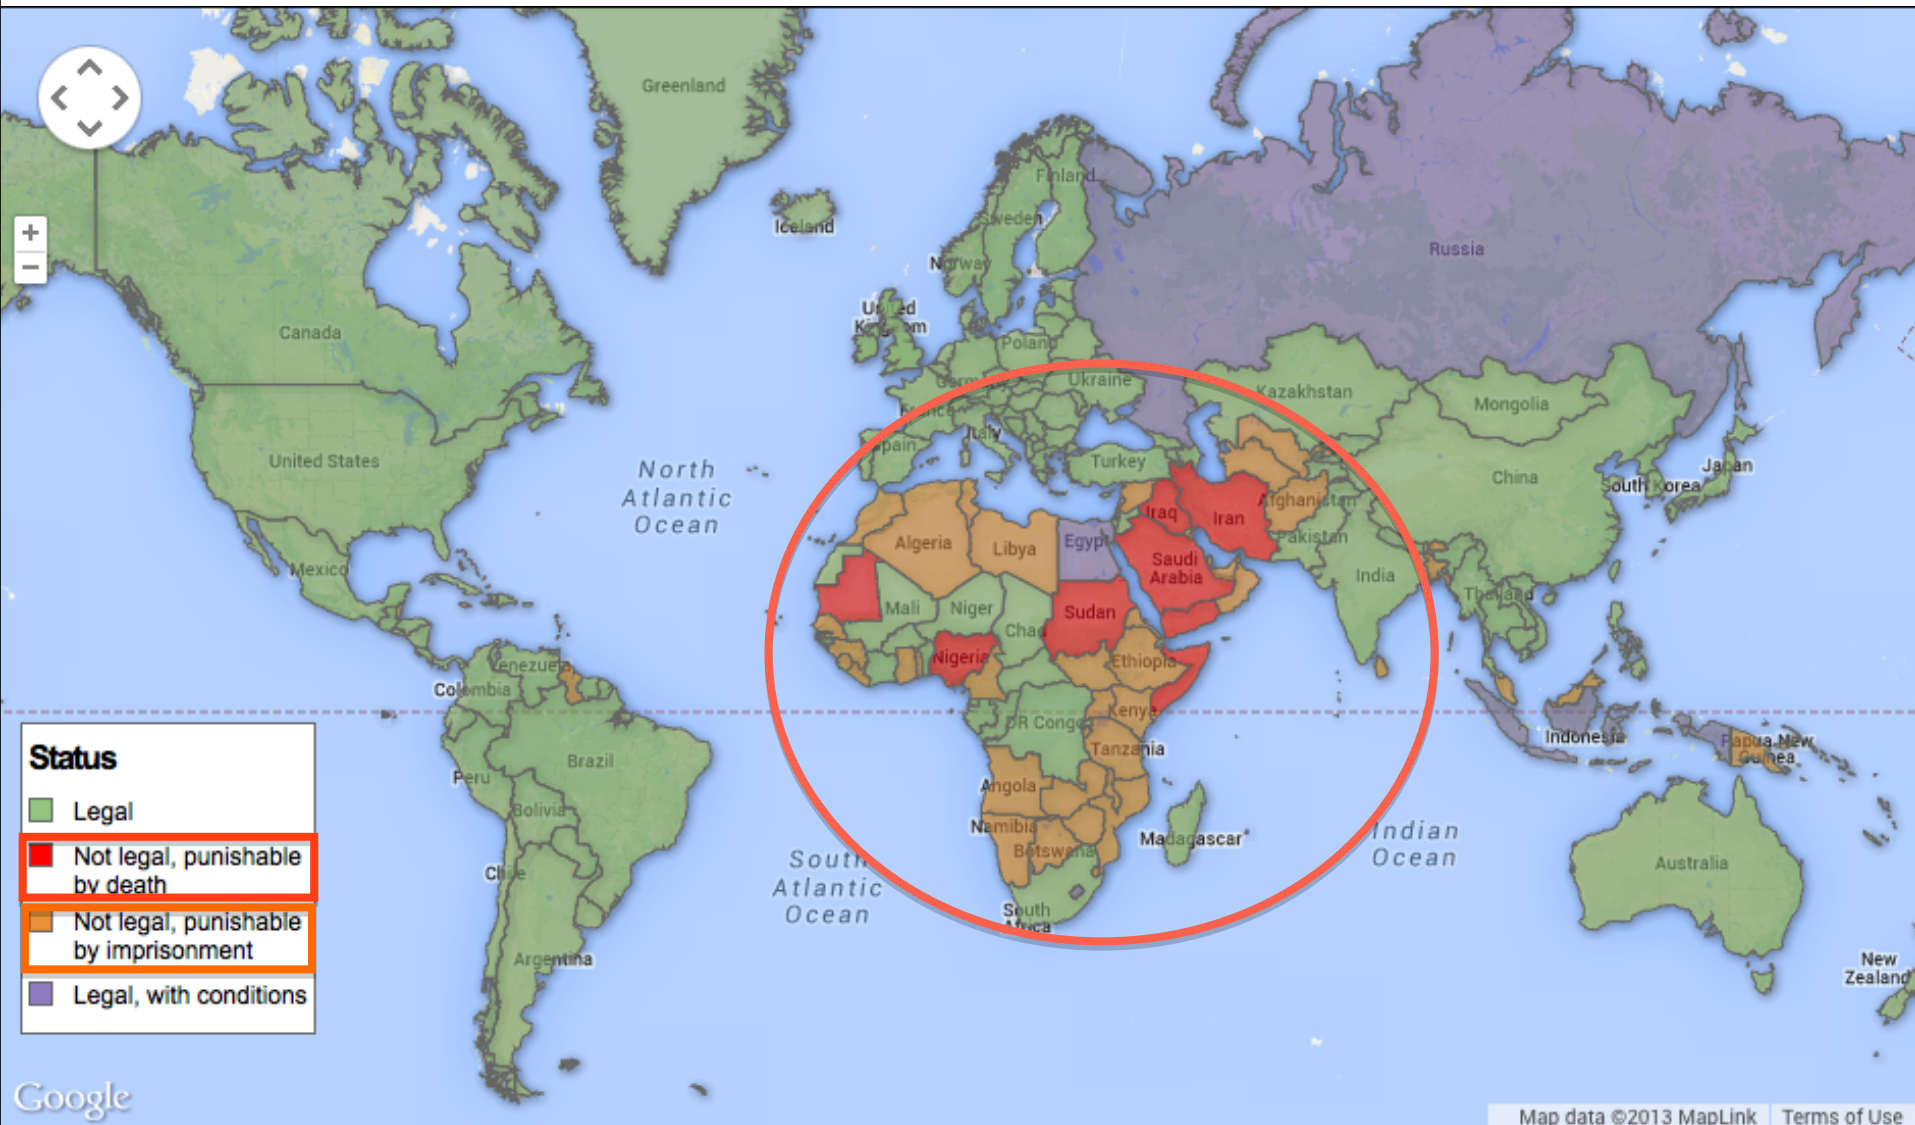 Greenland
Finland
Sweden
Iceland
Norway
Russia
United
Kingdom
Canada
Poland
Germany
Ukraine
Kazakhstan
Mongolia
France
Italy
Spain
United States
Turkey
North
Atlantic
Ocean
China
Japan
South Korea
Afghanistan
Iraq
Iran
Pakistan
Algeria
Libya
Egypt
Saudi
Arabia
India
Mexico
Thailand
Mali
Niger
Sudan
Chad
Nigeria
Ethiopia
Venezuela
Colombia
Kenya
DR Congo
Indonesia
Papua New
Guinea
Tanzania
Brazil
Peru
Angola
Bolivia
Namibia
Botswana
Madagascar
Indian
Ocean
South
Atlantic
Ocean
Australia
Chile
South
Africa
Argentina
New
Zealand
Status
Legal
Not legal, punishable
by death
Not legal, punishable
by imprisonment
Legal, with conditions
Google
Map data ©2013 MapLink
Terms of Use